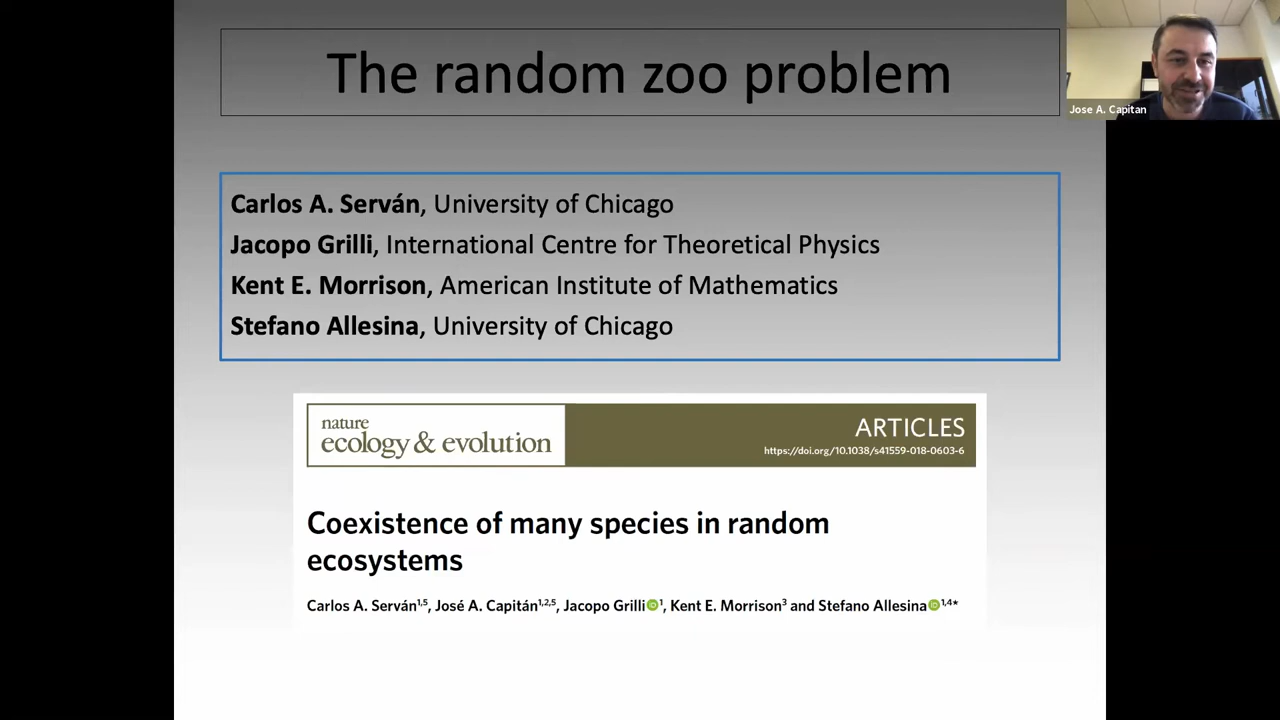 The random zoo problem
Jose A. Capitan
Carlos A. Serván, University of Chicago
Jacopo Grilli, International Centre for Theoretical Physics
Kent E. Morrison, American Institute of Mathematics
Stefano Allesina, University of Chicago
nature
ecology & evolution
ARTICLES
https://doi.org/10.1038/s41559-018-0603-6
Coexistence of many species in random
ecosystems
Carlos A. Serván1,5, José A. Capitán1,2,5, Jacopo Grilli1, Kent E. Morrison3 and Stefano Allesina1,4*